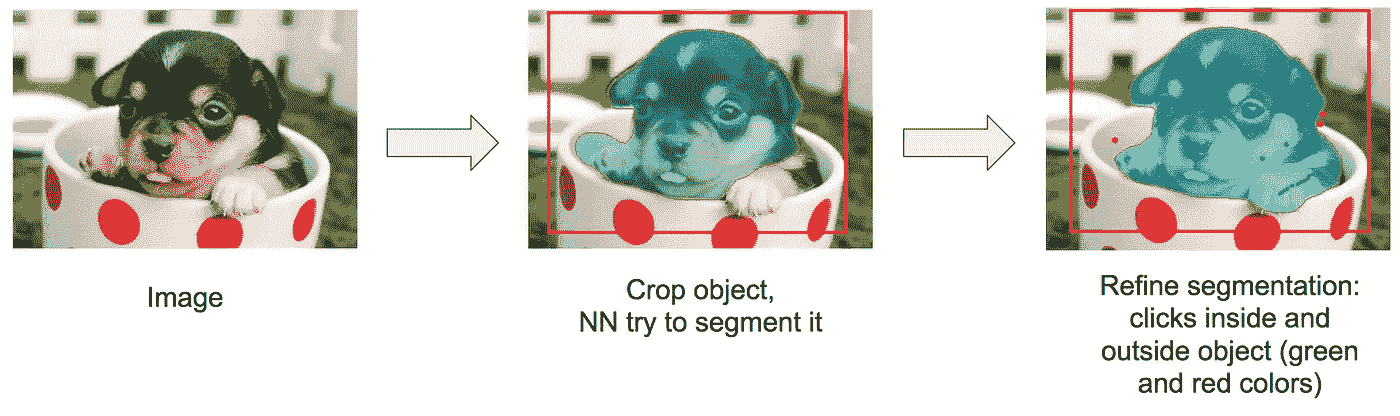 Image
Crop object,
NN try to segment it
Refine segmentation:
clicks inside and
outside object (green
and red colors)